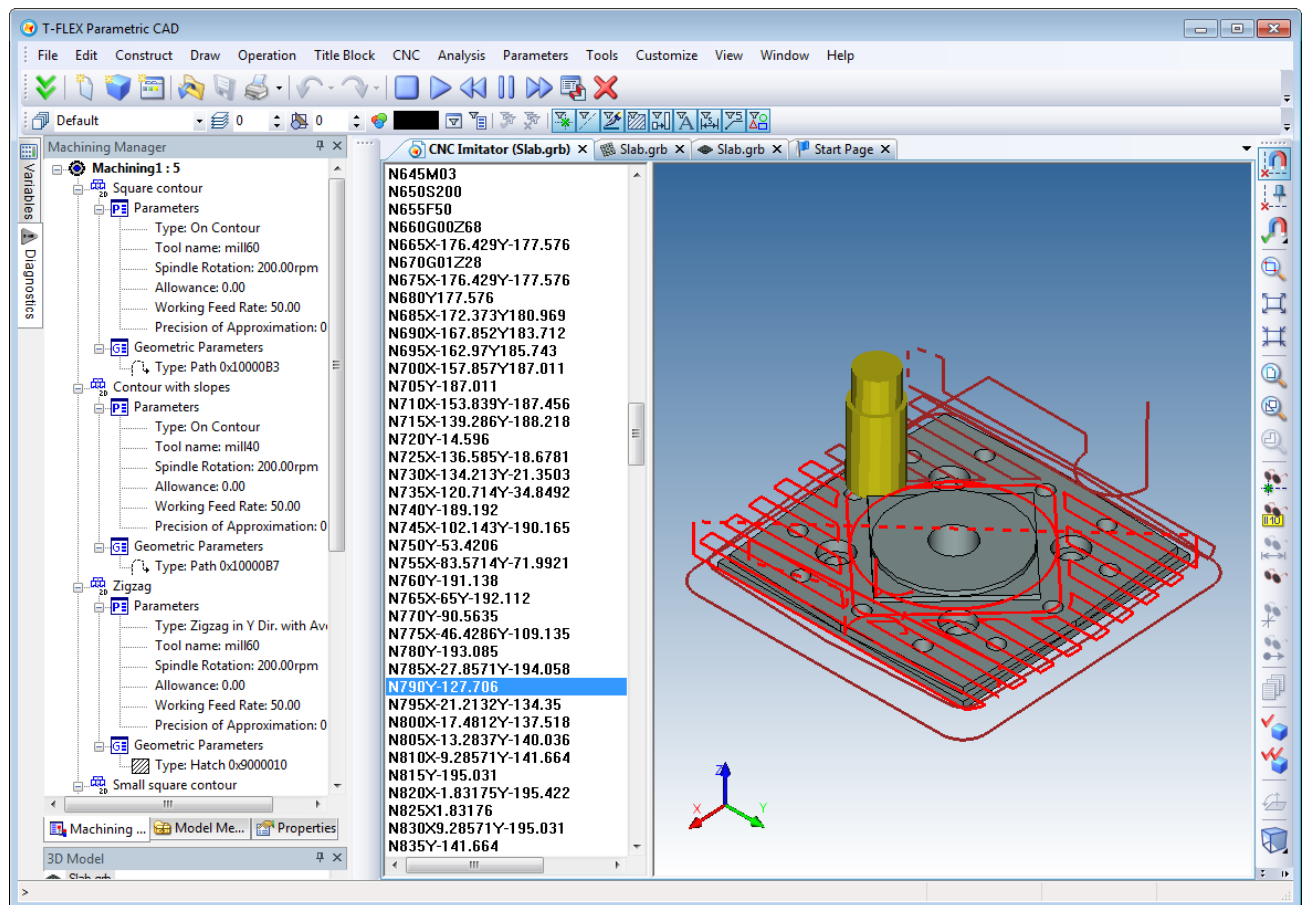 T-FLEX Parametric CAD
File Edit Construct Draw Operation Title Block CNC Analysis Parameters Tools Customize View Window Help
Default 0 0
Machining Manager
CNC Imitator (Slab.grb) Slab.grb Slab.grb Start Page
Variables
Diagnostics
Machining1 : 5
Square contour
Parameters
Type: On Contour
Tool name: mill60
Spindle Rotation: 200.00rpm
Allowance: 0.00
Working Feed Rate: 50.00
Precision of Approximation: 0
Geometric Parameters
Type: Path 0x10000B3
Contour with slopes
Parameters
Type: On Contour
Tool name: mill40
Spindle Rotation: 200.00rpm
Allowance: 0.00
Working Feed Rate: 50.00
Precision of Approximation: 0
Geometric Parameters
Type: Path 0x10000B7
Zigzag
Parameters
Type: Zigzag in Y Dir. with Av
Tool name: mill60
Spindle Rotation: 200.00rpm
Allowance: 0.00
Working Feed Rate: 50.00
Precision of Approximation: 0
Geometric Parameters
Type: Hatch 0x9000010
Small square contour
Machining ... Model Me... Properties
3D Model
Slab.grb
N645M03
N650S200
N655F50
N660G00Z68
N665X-176.429Y-177.576
N670G01Z28
N675X-176.429Y-177.576
N680Y177.576
N685X-172.373Y180.969
N690X-167.852Y183.712
N695X-162.97Y185.743
N700X-157.857Y187.011
N705Y-187.011
N710X-153.839Y-187.456
N715X-139.286Y-188.218
N720Y-14.596
N725X-136.585Y-18.6781
N730X-134.213Y-21.3503
N735X-120.714Y-34.8492
N740Y-189.192
N745X-102.143Y-190.165
N750Y-53.4206
N755X-83.5714Y-71.9921
N760Y-191.138
N765X-65Y-192.112
N770Y-90.5635
N775X-46.4286Y-109.135
N780Y-193.085
N785X-27.8571Y-194.058
N790Y-127.706
N795X-21.2132Y-134.35
N800X-17.4812Y-137.518
N805X-13.2837Y-140.036
N810X-9.28571Y-141.664
N815Y-195.031
N820X-1.83175Y-195.422
N825X1.83176
N830X9.28571Y-195.031
N835Y-141.664
Z
X Y
>